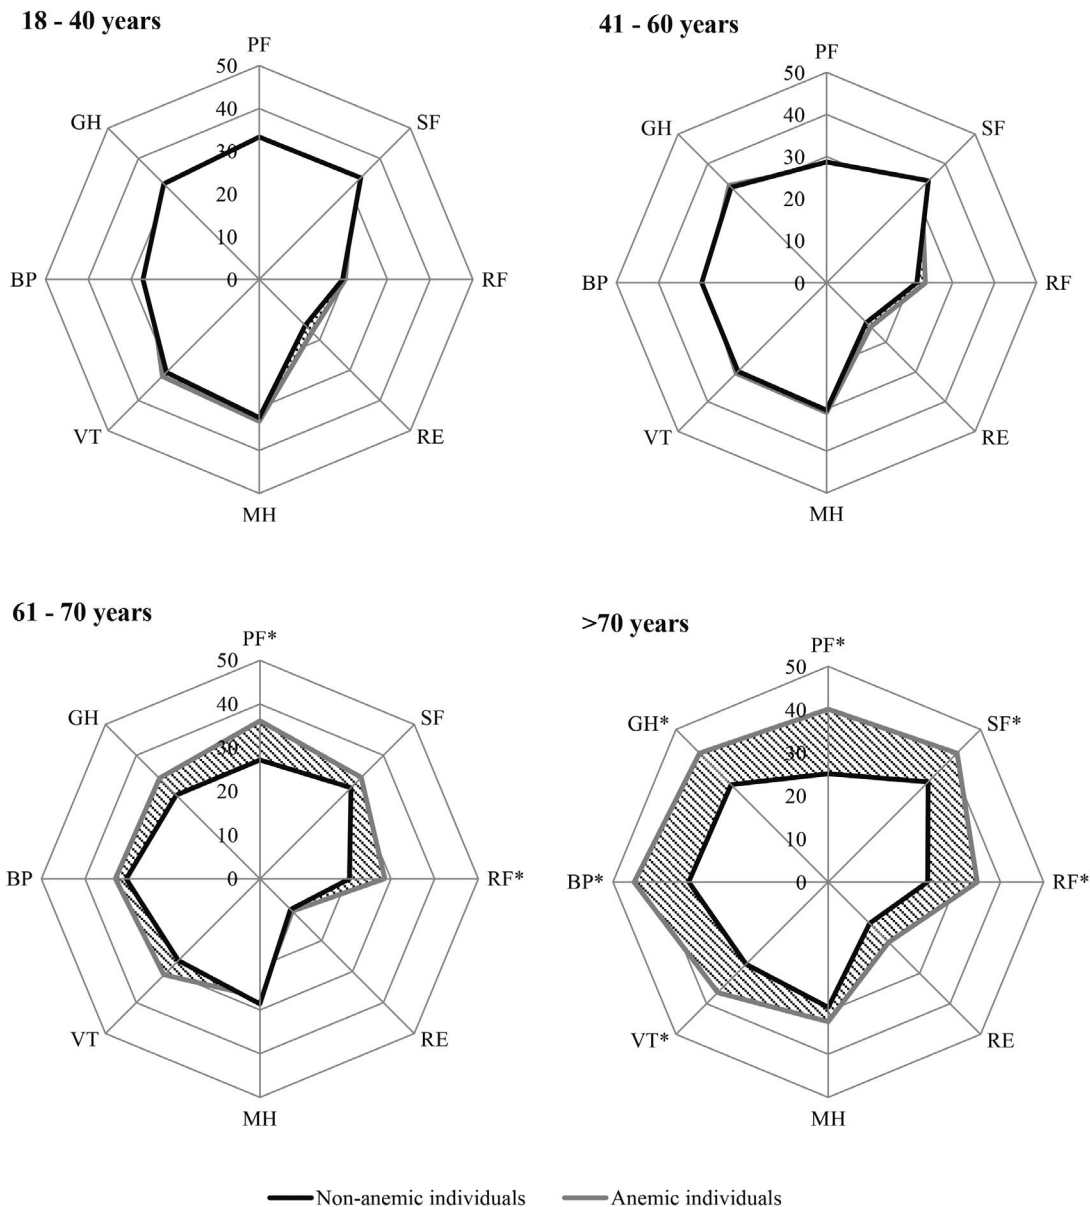 18 - 40 years
PF
50
40
30
20
10
0
GH
SF
BP
RF
VT
RE
MH
41 - 60 years
PF
50
40
30
20
10
0
GH
SF
BP
RF
VT
RE
MH
61 - 70 years
PF*
50
40
30
20
10
0
GH
SF
BP
RF*
VT
RE
MH
>70 years
PF*
50
40
30
20
10
0
GH*
SF*
BP*
RF*
VT*
RE
MH
Non-anemic individuals
Anemic individuals